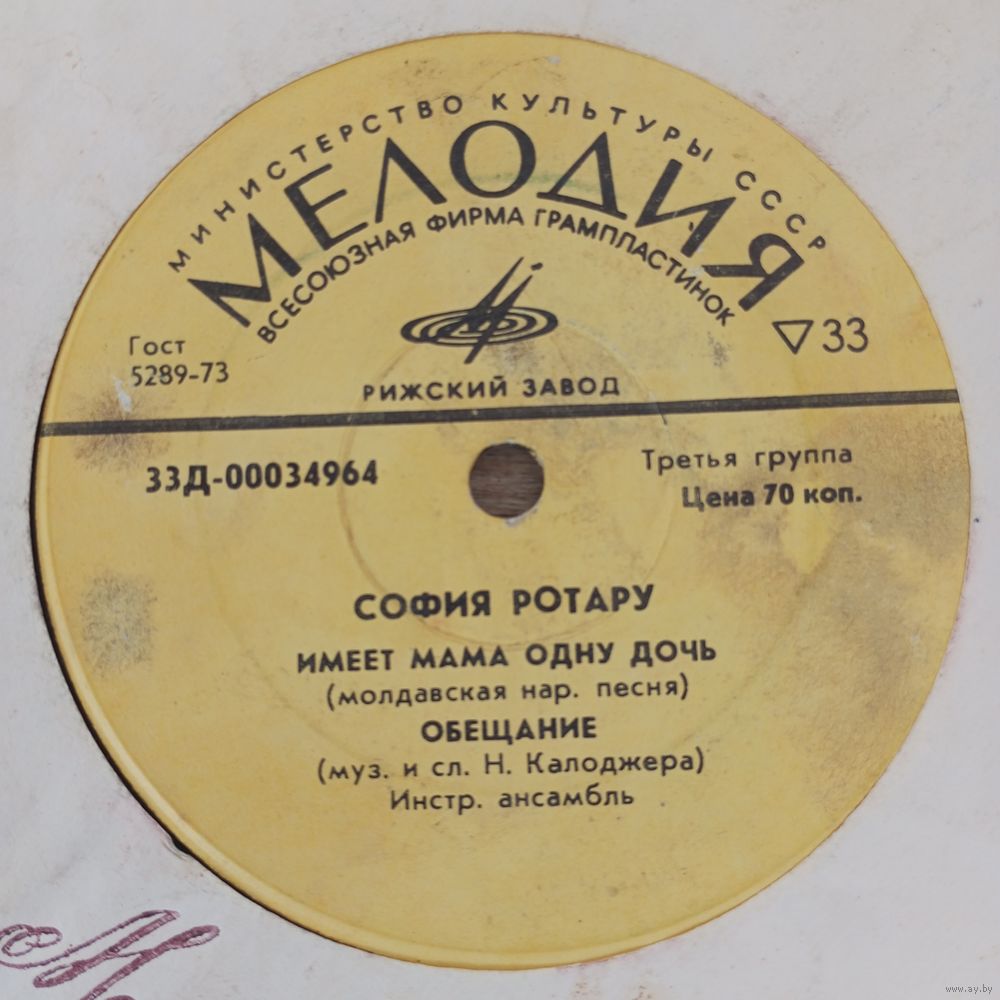 МИНИСТЕРСТВО КУЛЬТУРЫ СССР
МЕЛОДИЯ
ВСЕСОЮЗНАЯ ФИРМА ГРАМПЛАСТИНОК
Гост
5289-73
▽33
РИЖСКИЙ ЗАВОД
33Д-00034964
Третья группа
Цена 70 коп.
СОФИЯ РОТАРУ
ИМЕЕТ МАМА ОДНУ ДОЧЬ
(молдавская нар. песня)
ОБЕЩАНИЕ
(муз. и сл. Н. Калоджера)
Инстр. ансамбль
www.ay.by